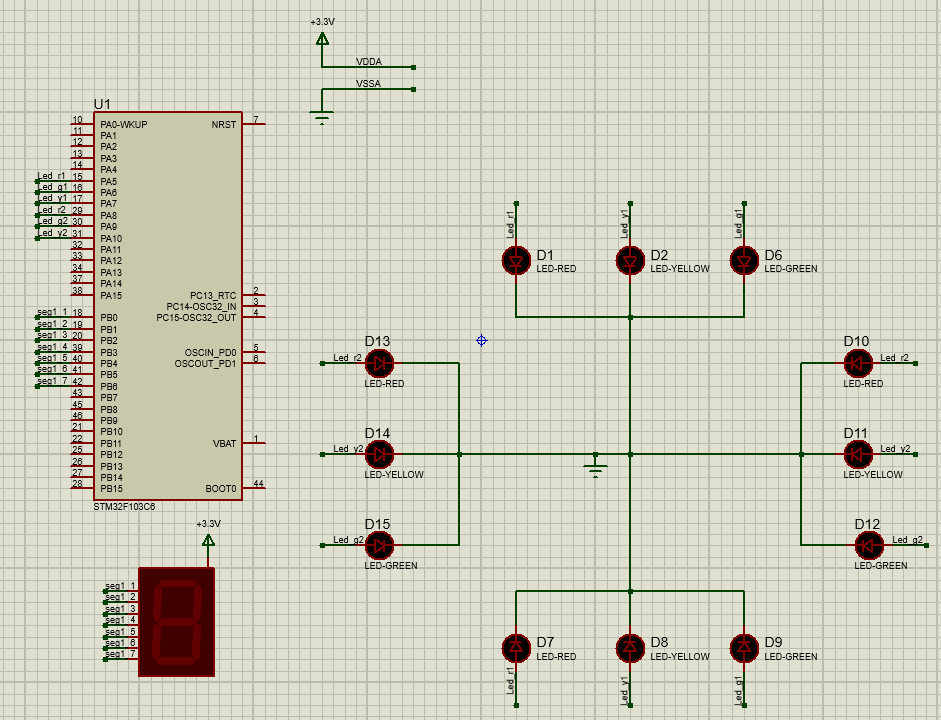 +3.3V
VDDA
VSSA
U1
10 PA0-WKUP NRST 7
11 PA1
12 PA2
13 PA3
14 PA4
Led_r1 15 PA5
Led_g1 16 PA6
Led_y1 17 PA7
Led_r2 29 PA8
Led_g2 30 PA9
Led_y2 31 PA10
32 PA11
33 PA12
34 PA13
37 PA14
38 PA15 PC13_RTC 2
PC14-OSC32_IN 3
seg1_1 18 PB0 PC15-OSC32_OUT 4
seg1_2 19 PB1
seg1_3 20 PB2
seg1_4 39 PB3 OSCIN_PD0 5
seg1_5 40 PB4 OSCOUT_PD1 6
seg1_6 41 PB5
seg1_7 42 PB6
43 PB7
45 PB8
46 PB9
21 PB10
22 PB11 VBAT 1
25 PB12
26 PB13
27 PB14
28 PB15 BOOT0 44
STM32F103C6
Led_r1
Led_y1
Led_g1
D1
LED-RED
D2
LED-YELLOW
D6
LED-GREEN
D13
Led_r2
LED-RED
D10
Led_r2
LED-RED
D14
Led_y2
LED-YELLOW
D11
Led_y2
LED-YELLOW
D15
Led_g2
LED-GREEN
D12
Led_g2
LED-GREEN
+3.3V
seg1_1
seg1_2
seg1_3
seg1_4
seg1_5
seg1_6
seg1_7
D7
LED-RED
D8
LED-YELLOW
D9
LED-GREEN
Led_r1
Led_y1
Led_g1